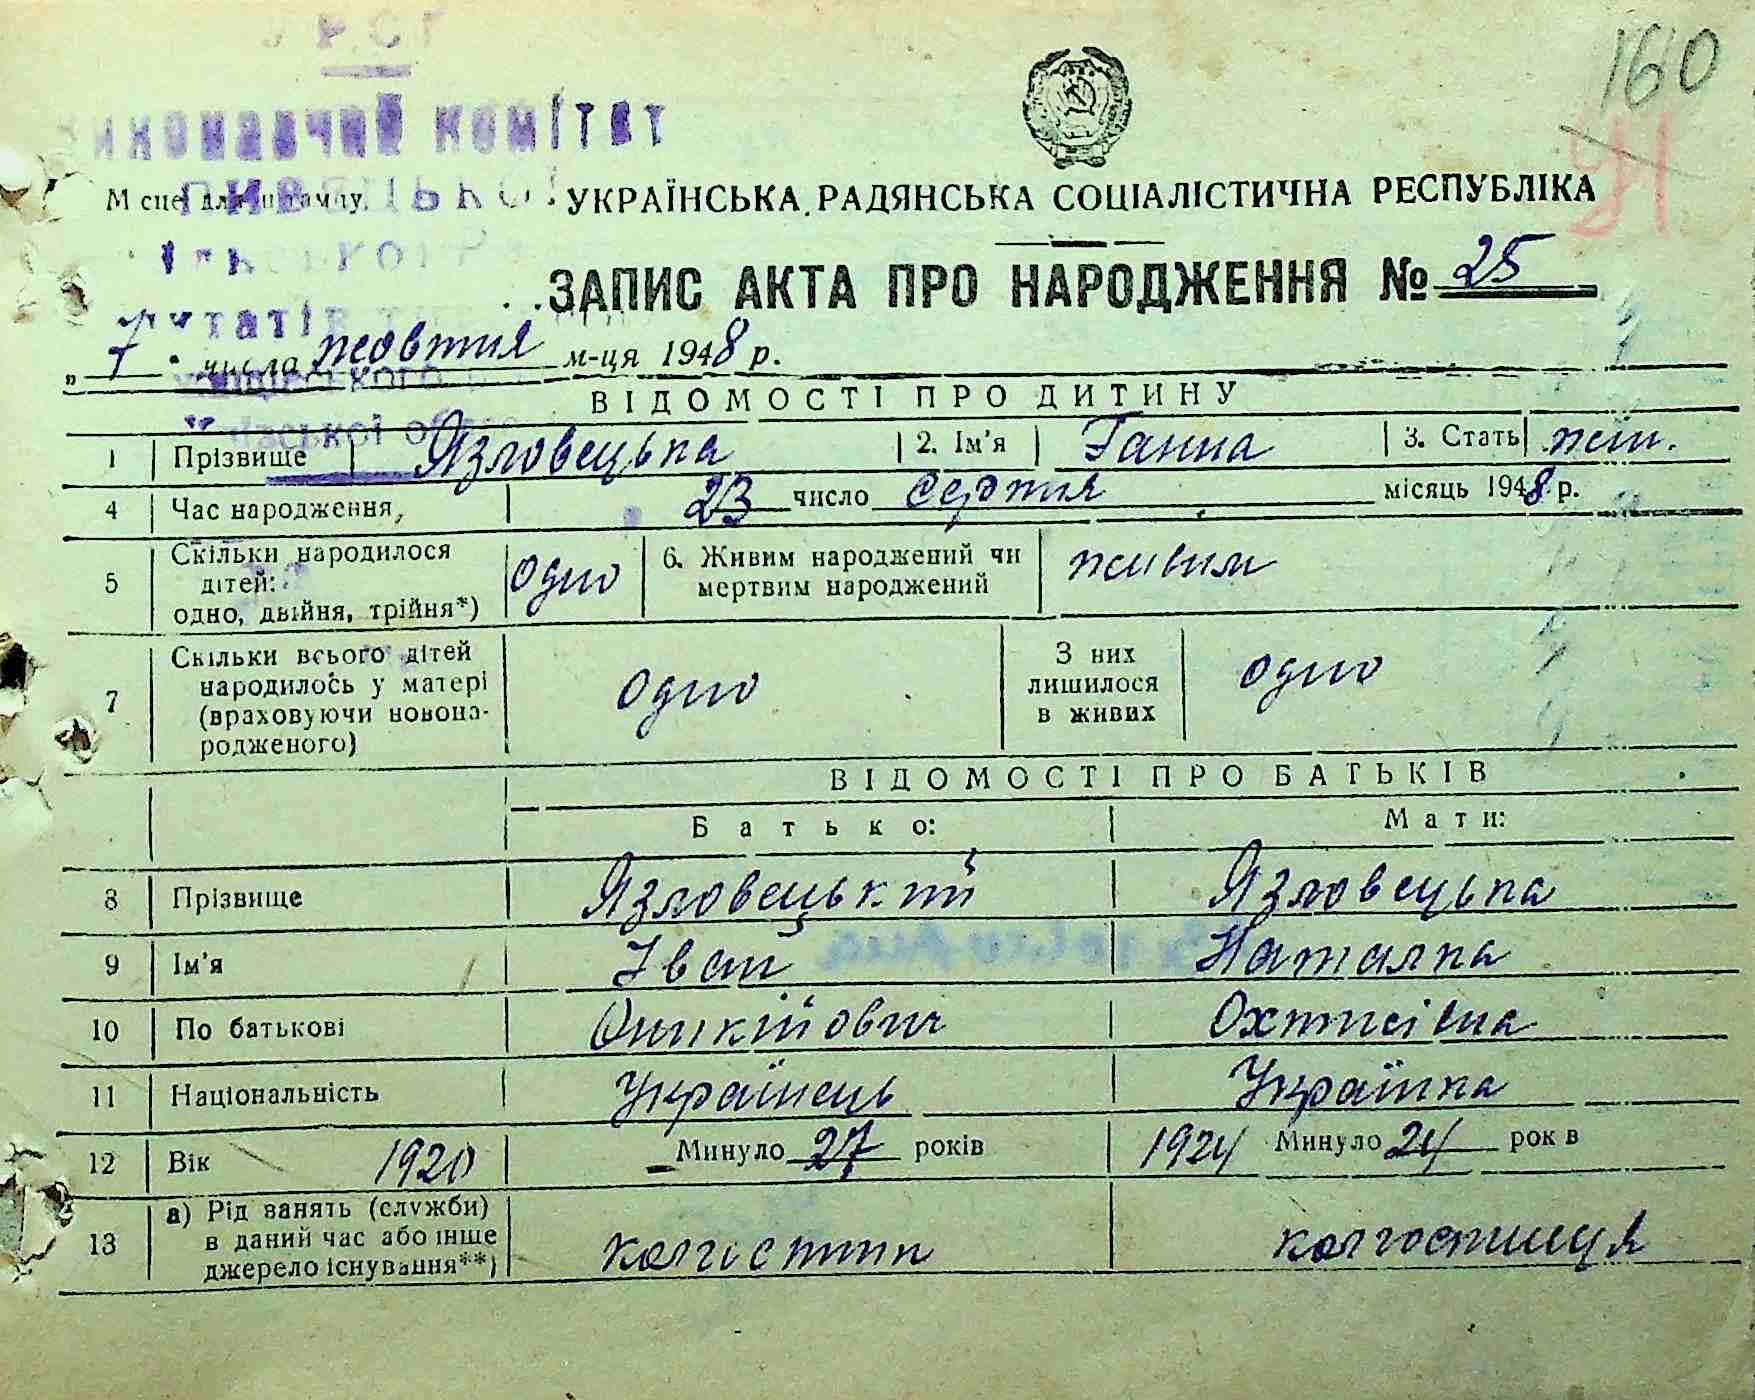 160
У.Р.С.Р.
Виконавчий комітет
Місце для штампу.
УКРАЇНСЬКА РАДЯНСЬКА СОЦІАЛІСТИЧНА РЕСПУБЛІКА
ЗАПИС АКТА ПРО НАРОДЖЕННЯ № 25
„ 7 " числа жовтня м-ця 1948 р.
ВІДОМОСТІ ПРО ДИТИНУ
1 Прізвище Язловецька 2. Ім'я Ганна 3. Стать жін.
4 Час народження, 23 число серпня місяць 1948 р.
5 Скільки народилося дітей: одно, двійня, трійня*) одно 6. Живим народжений чи мертвим народжений живим
7 Скільки всього дітей народилось у матері (враховуючи новонародженого) одно З них лишилося в живих одно
ВІДОМОСТІ ПРО БАТЬКІВ
Батько: Мати:
8 Прізвище Язловецький Язловецька
9 Ім'я Іван Наталка
10 По батькові
11 Національність Українець Українка
12 Вік 1920 Минуло 27 років 1924 Минуло 24 років
13 а) Рід занять (служби) в даний час або інше джерело існування**) колгоспник колгоспниця